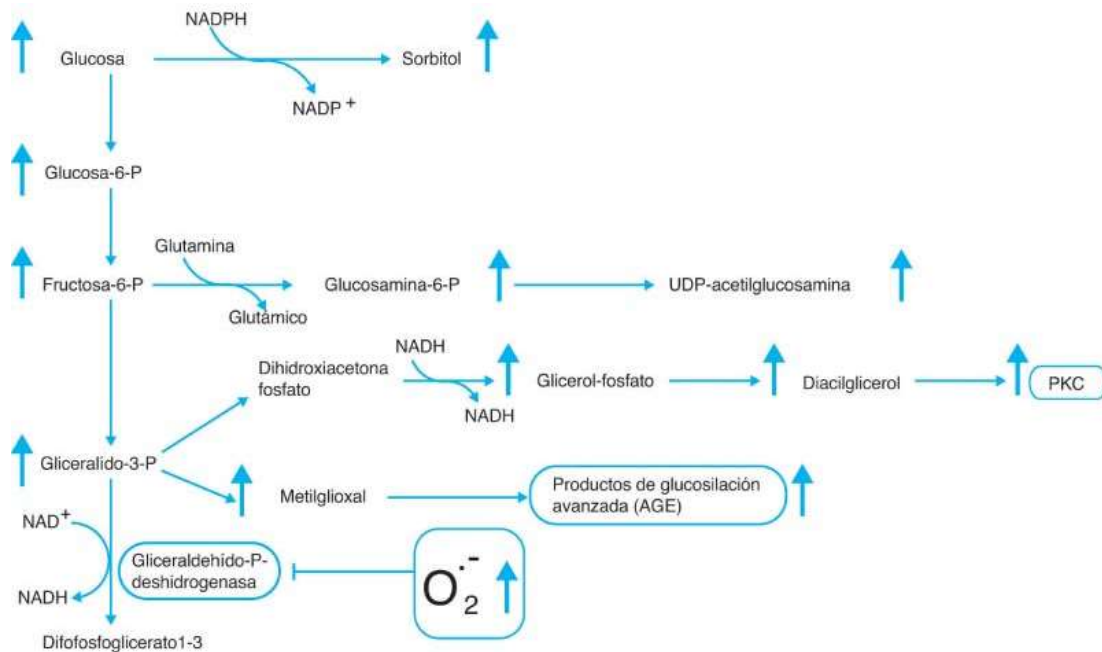 NADPH
Glucosa
Sorbitol
NADP +
Glucosa-6-P
Glutamina
Fructosa-6-P
Glucosamina-6-P
UDP-acetilglucosamina
Glutámico
NADH
Dihidroxiacetona
fosfato
Glicerol-fosfato
Diacilglicerol
PKC
NADH
Gliceralido-3-P
Metilglioxal
Productos de glucosilación
avanzada (AGE)
NAD+
Gliceraldehido-P-
deshidrogenasa
O2·-
NADH
Difofosfoglicerato1-3